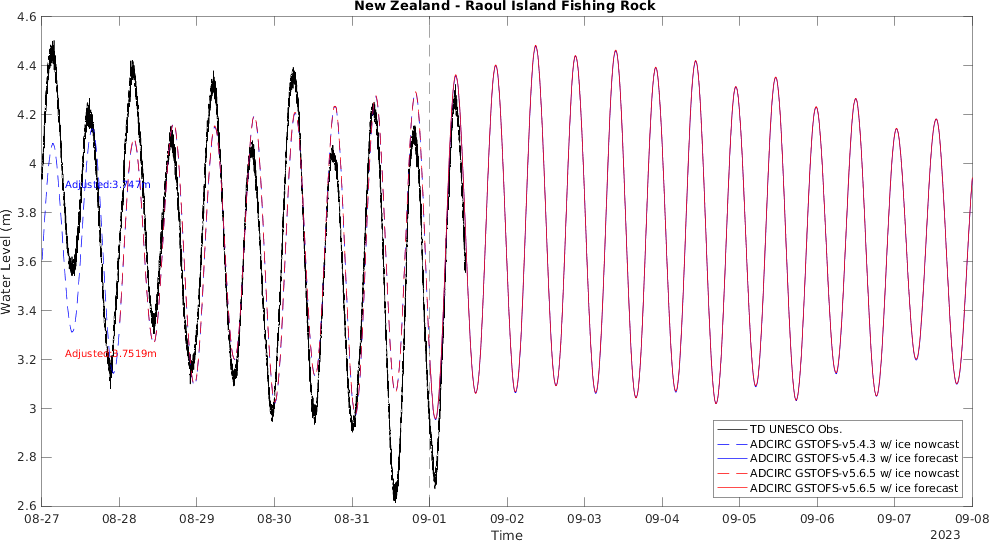 New Zealand - Raoul Island Fishing Rock
4.6
4.4
4.2
4
3.8
3.6
3.4
3.2
3
2.8
2.6
Water Level (m)
Adjusted:3.747m
Adjusted:3.7519m
TD UNESCO Obs.
ADCIRC GSTOFS-v5.4.3 w/ ice nowcast
ADCIRC GSTOFS-v5.4.3 w/ ice forecast
ADCIRC GSTOFS-v5.6.5 w/ ice nowcast
ADCIRC GSTOFS-v5.6.5 w/ ice forecast
08-27 08-28 08-29 08-30 08-31 09-01 09-02 09-03 09-04 09-05 09-06 09-07 09-08
Time
2023